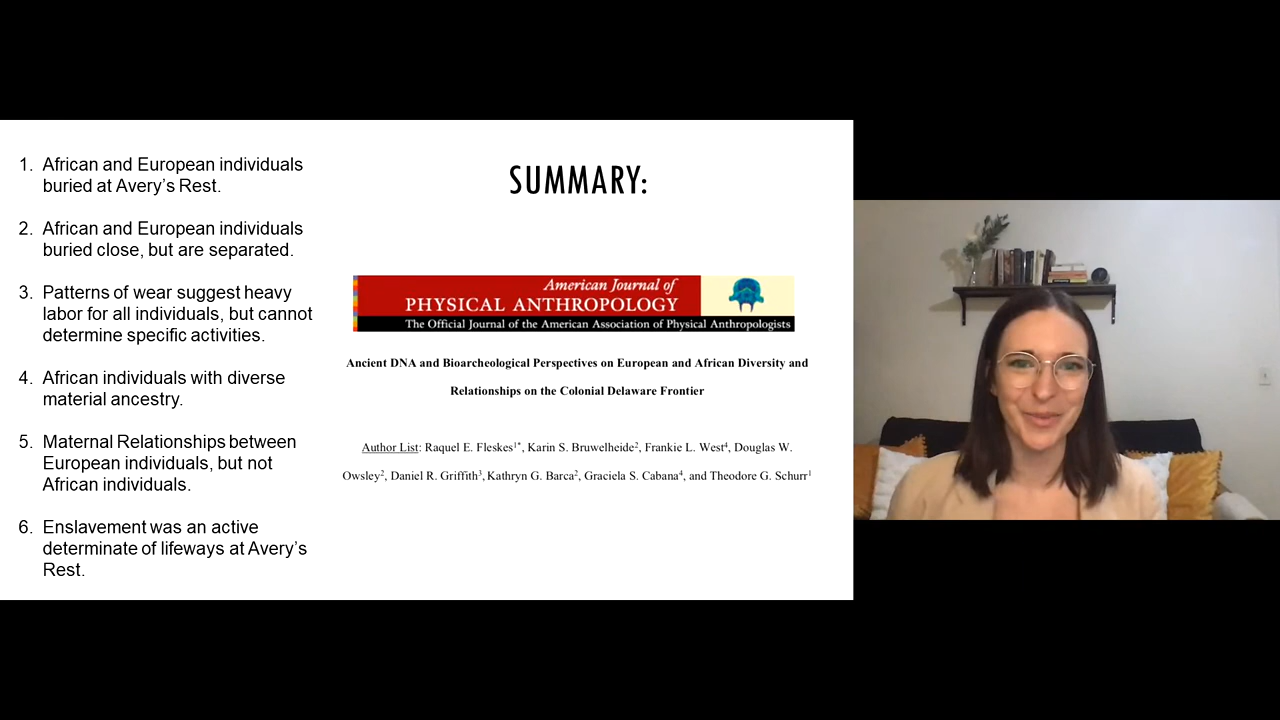 1. African and European individuals
buried at Avery's Rest.
2. African and European individuals
buried close, but are separated.
3. Patterns of wear suggest heavy
labor for all individuals, but cannot
determine specific activities.
4. African individuals with diverse
material ancestry.
5. Maternal Relationships between
European individuals, but not
African individuals.
6. Enslavement was an active
determinate of lifeways at Avery's
Rest.
SUMMARY:
American Journal of
PHYSICAL ANTHROPOLOGY
The Official Journal of the American Association of Physical Anthropologists
Ancient DNA and Bioarcheological Perspectives on European and African Diversity and
Relationships on the Colonial Delaware Frontier
Author List: Raquel E. Fleskes1*, Karin S. Bruwelheide2, Frankie L. West4, Douglas W.
Owsley2, Daniel R. Griffith3, Kathryn G. Barca2, Graciela S. Cabana4, and Theodore G. Schurr1